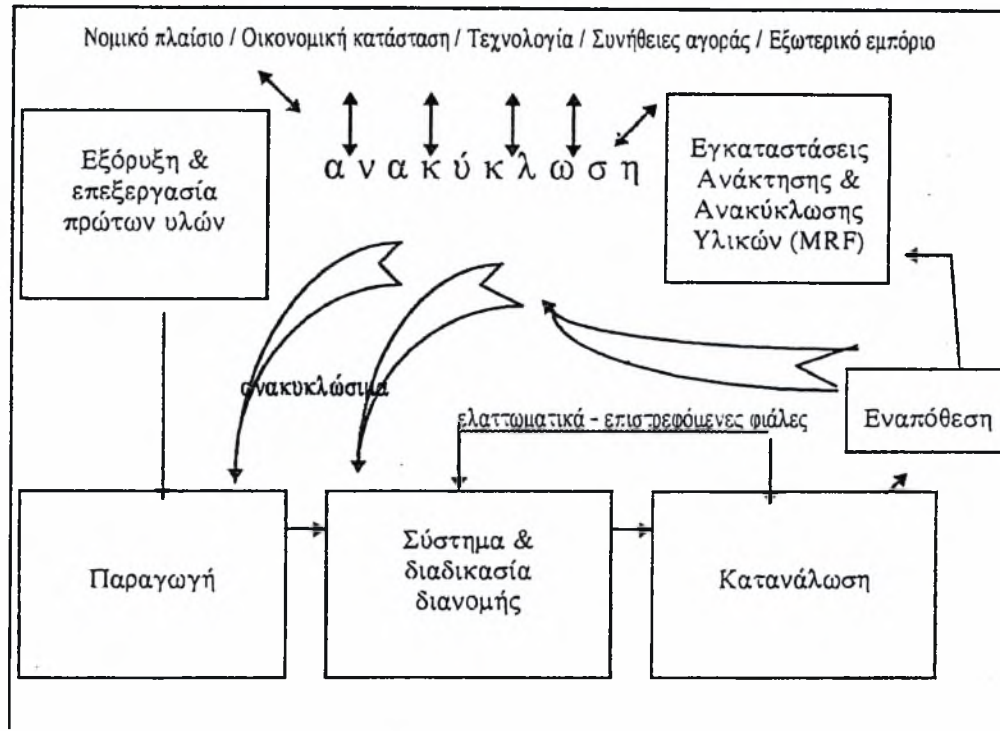 Νομικό πλαίσιο / Οικονομική κατάσταση / Τεχνολογία / Συνήθειες αγοράς / Εξωτερικό εμπόριο
Εξόρυξη &
επεξεργασία
πρώτων υλών
ανακύκλωση
Εγκαταστάσεις
Ανάκτησης &
Ανακύκλωσης
Υλικών (MRF)
ανακυκλώσιμα
ελαττωματικά - επιστρεφόμενες φιάλες
Εναπόθεση
Παραγωγή
Σύστημα &
διαδικασία
διανομής
Κατανάλωση